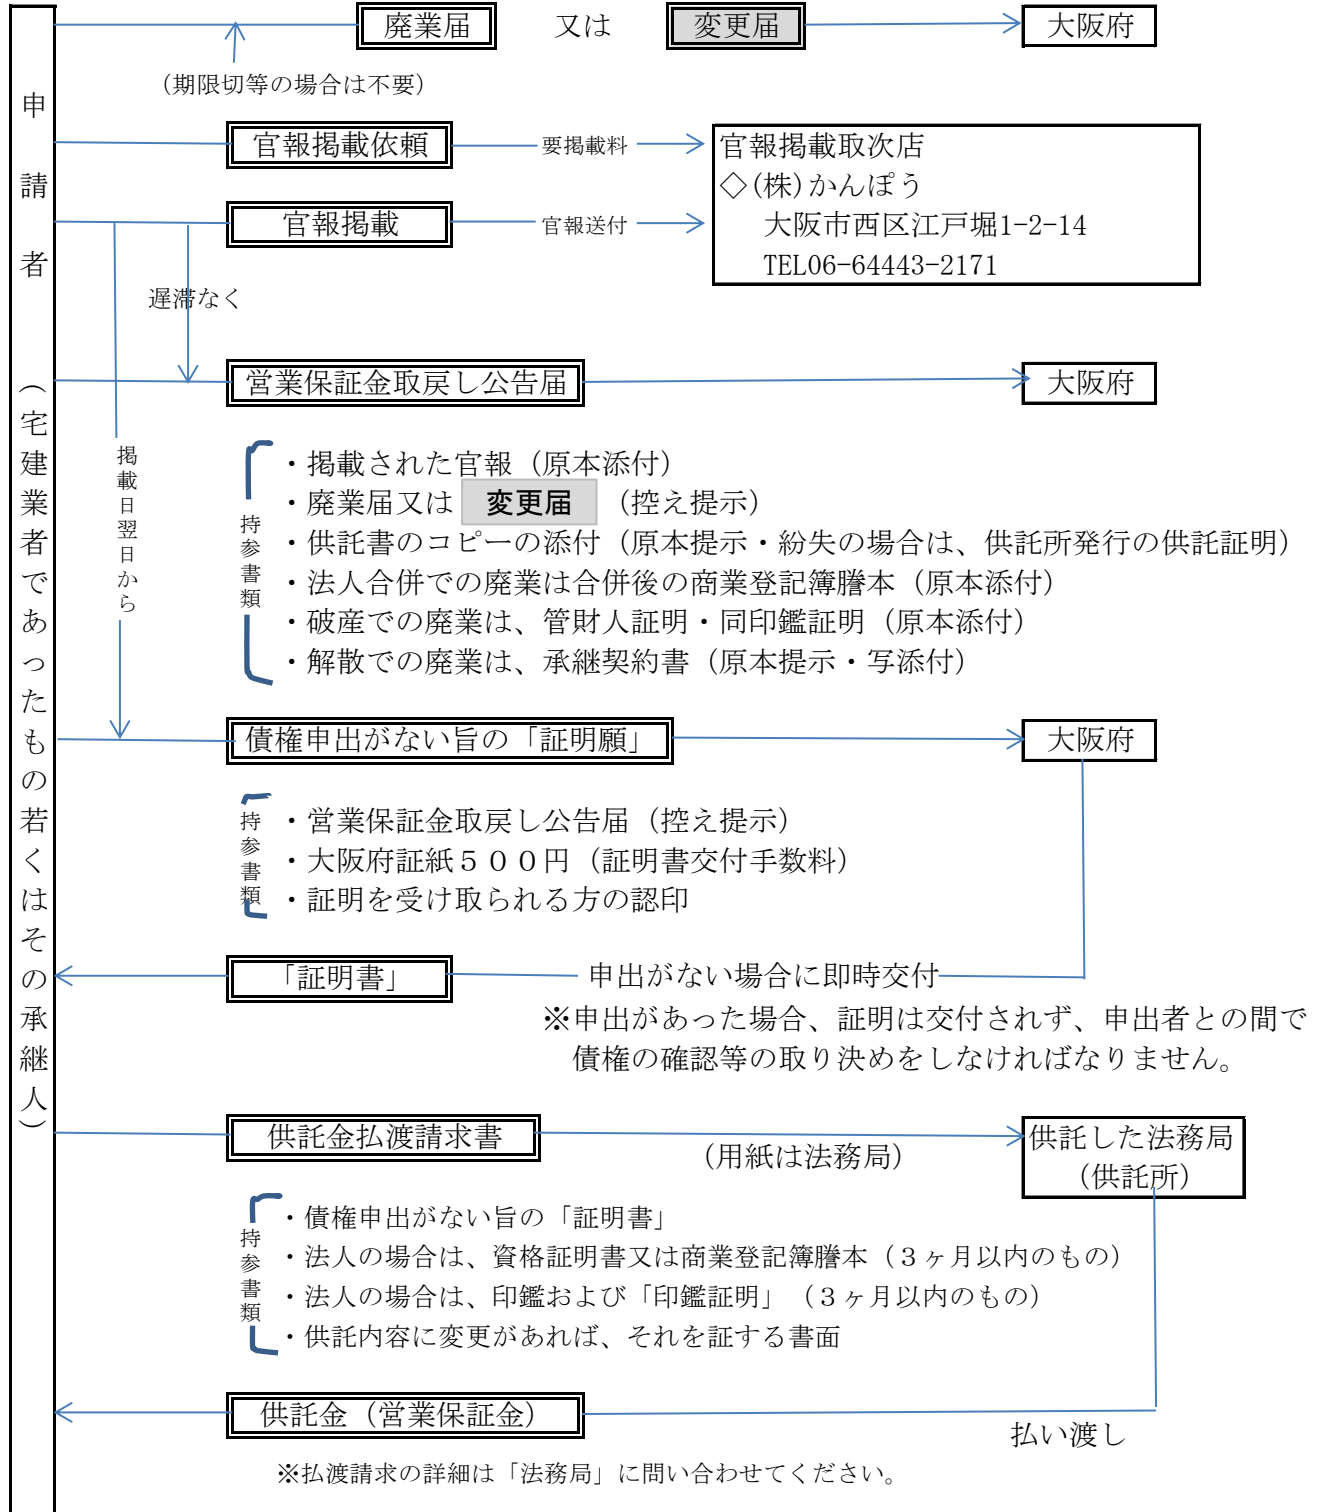 廃業届 又は 変更届 大阪府
(期限切等の場合は不要)
申請者(宅建業者であったもの若くはその承継人)
官報掲載依頼 要掲載料
官報掲載取次店
◇(株)かんぽう
大阪市西区江戸堀1-2-14
TEL06-64443-2171
官報掲載 官報送付
遅滞なく
営業保証金取戻し公告届 大阪府
掲載日翌日から
持参書類
・掲載された官報(原本添付)
・廃業届又は 変更届 (控え提示)
・供託書のコピーの添付(原本提示・紛失の場合は、供託所発行の供託証明)
・法人合併での廃業は合併後の商業登記簿謄本(原本添付)
・破産での廃業は、管財人証明・同印鑑証明(原本添付)
・解散での廃業は、承継契約書(原本提示・写添付)
債権申出がない旨の「証明願」 大阪府
持参書類
・営業保証金取戻し公告届(控え提示)
・大阪府証紙500円(証明書交付手数料)
・証明を受け取られる方の認印
「証明書」 申出がない場合に即時交付
※申出があった場合、証明は交付されず、申出者との間で
債権の確認等の取り決めをしなければなりません。
供託金払渡請求書 (用紙は法務局)
供託した法務局
(供託所)
持参書類
・債権申出がない旨の「証明書」
・法人の場合は、資格証明書又は商業登記簿謄本(3ヶ月以内のもの)
・法人の場合は、印鑑および「印鑑証明」(3ヶ月以内のもの)
・供託内容に変更があれば、それを証する書面
供託金(営業保証金)
払い渡し
※払渡請求の詳細は「法務局」に問い合わせてください。